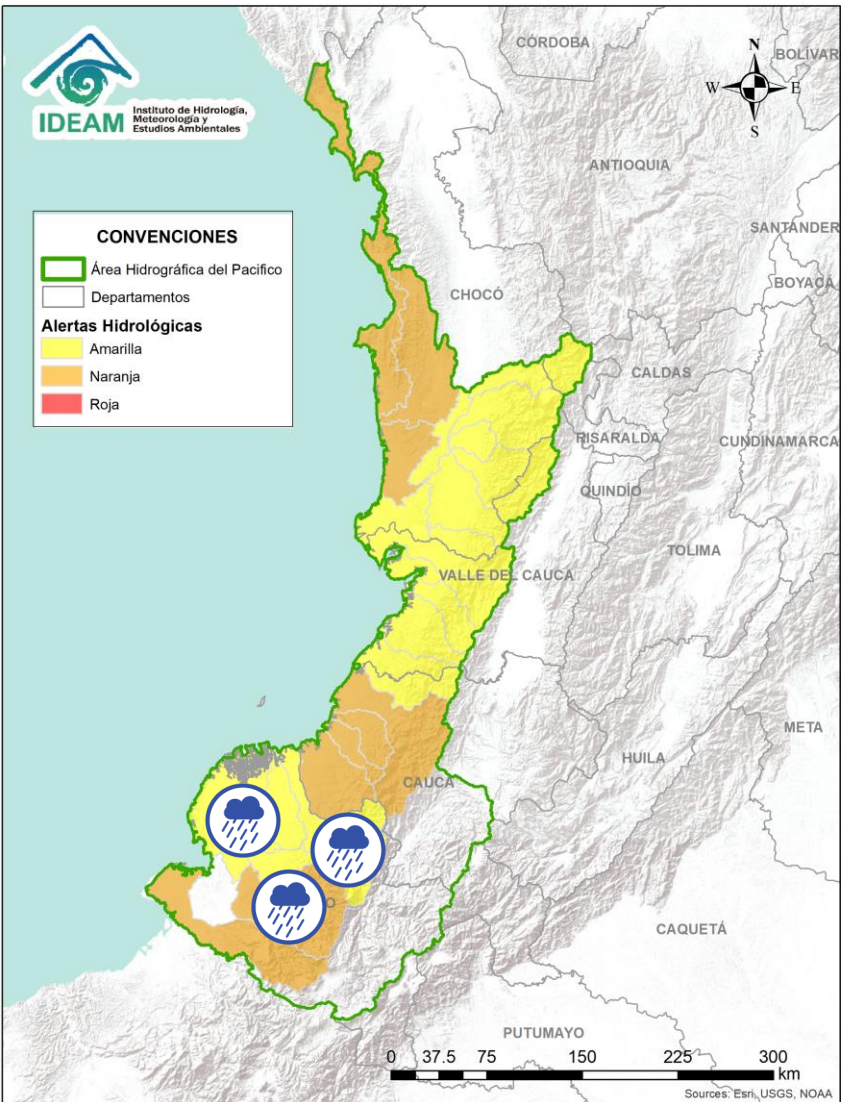 IDEAM
Instituto de Hidrología,
Meteorología y
Estudios Ambientales
CONVENCIONES
Área Hidrográfica del Pacifico
Departamentos
Alertas Hidrológicas
Amarilla
Naranja
Roja
N
W E
S
CÓRDOBA
BOLÍVAR
ANTIOQUIA
SANTANDER
BOYACÁ
CHOCÓ
CALDAS
RISARALDA
CUNDINAMARCA
QUINDÍO
TOLIMA
VALLE DEL CAUCA
META
HUILA
CAUCA
CAQUETÁ
PUTUMAYO
0 37.5 75 150 225 300
km
Sources: Esri, USGS, NOAA